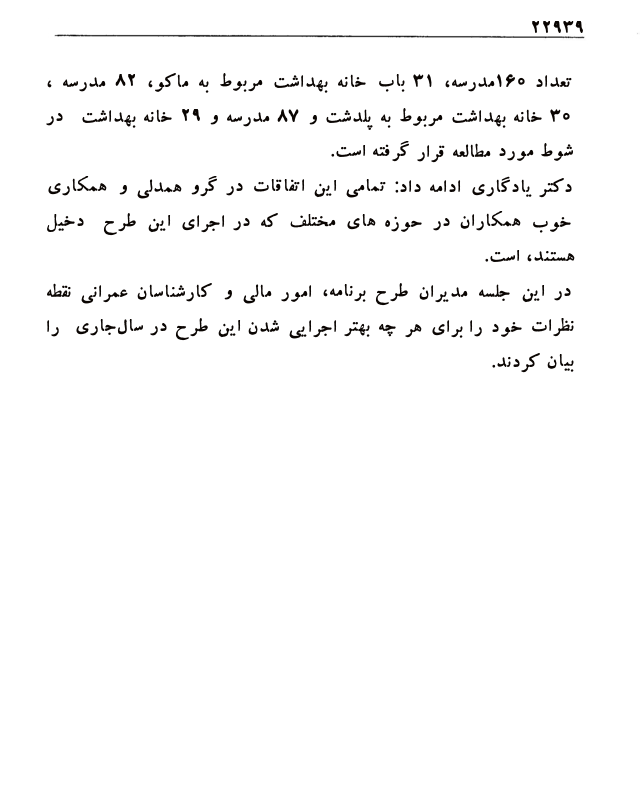 ۲۲۹۳۹
تعداد ۱۶۰مدرسه، ۳۱ باب خانه بهداشت مربوط به ماکو، ۸۲ مدرسه ،
۳۰ خانه بهداشت مربوط به پلدشت و ۸۷ مدرسه و ۲۹ خانه بهداشت در
شوط مورد مطالعه قرار گرفته است.
دکتر یادگاری ادامه داد: تمامی این اتفاقات در گرو همدلی و همکاری
خوب همکاران در حوزه های مختلف که در اجرای این طرح دخیل
هستند، است.
در این جلسه مدیران طرح برنامه، امور مالی و کارشناسان عمرانی نقطه
نظرات خود را برای هر چه بهتر اجرایی شدن این طرح در سال‌جاری را
بیان کردند.